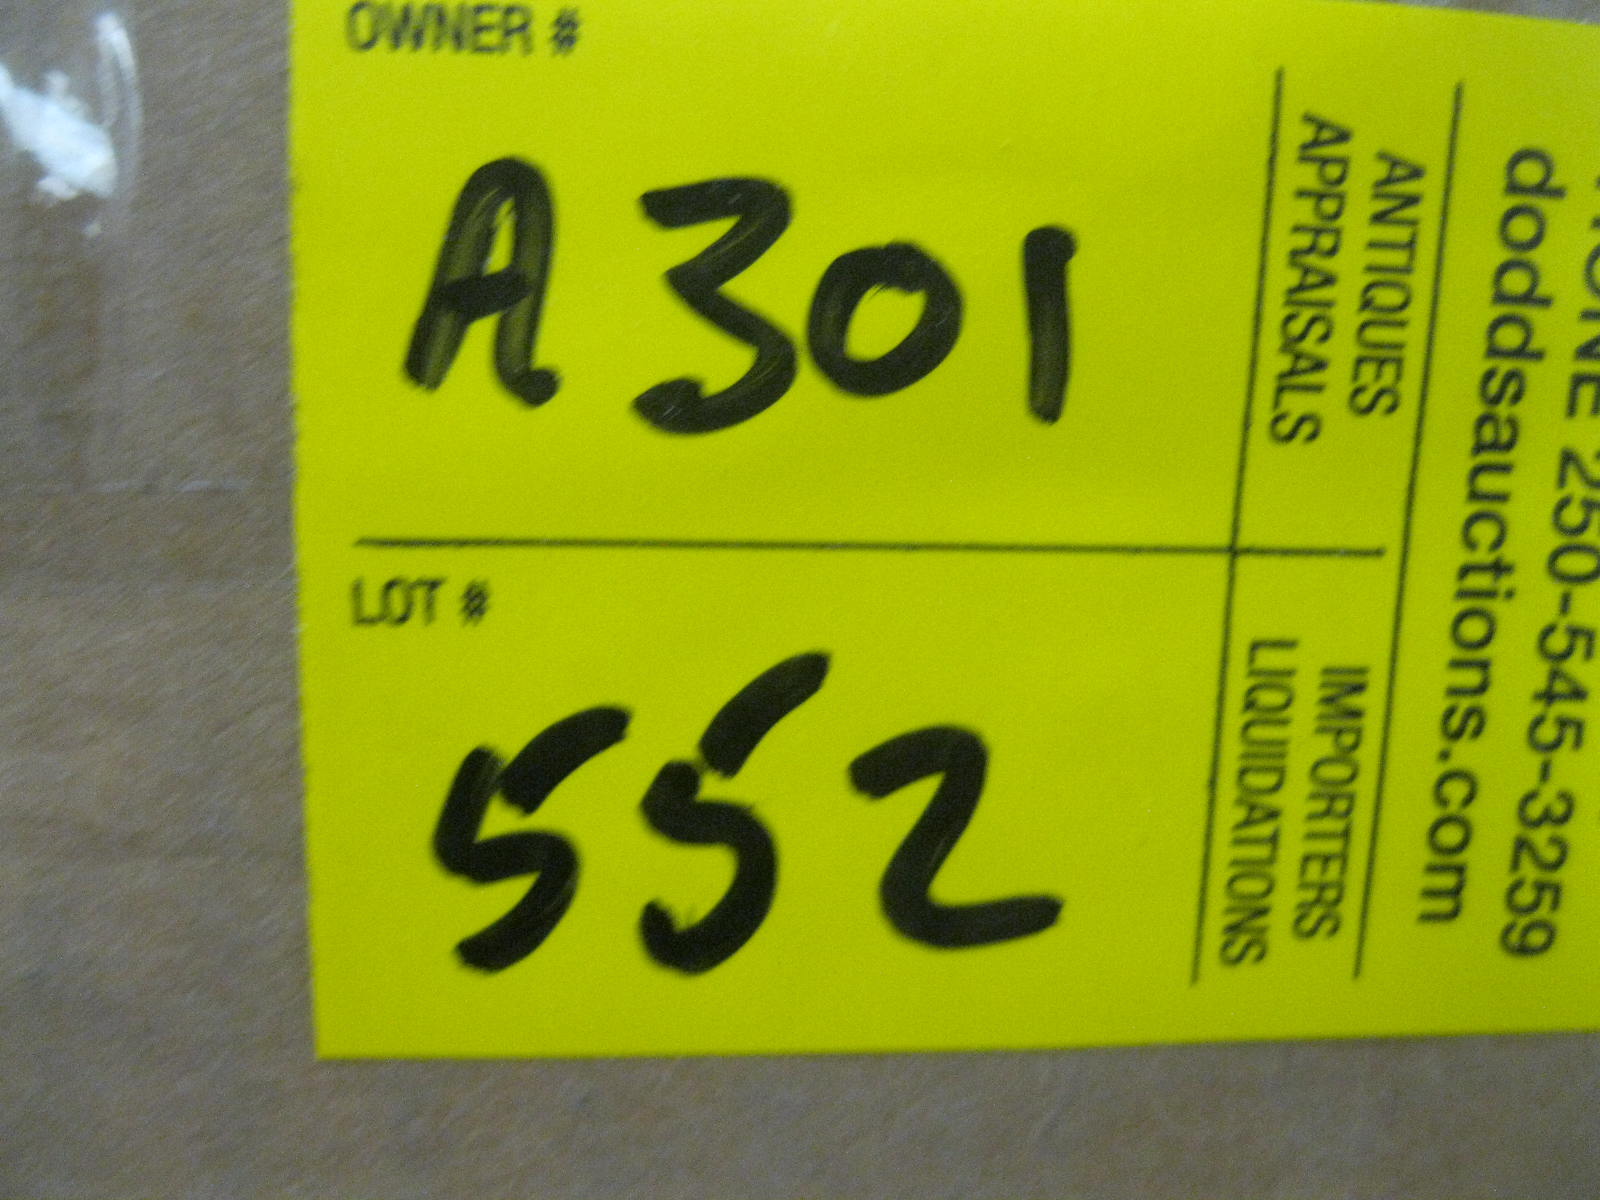 OWNER #
A301
LOT #
552
ANTIQUES
APPRAISALS
IMPORTERS
LIQUIDATIONS
doddsauctions.com
250-545-3259